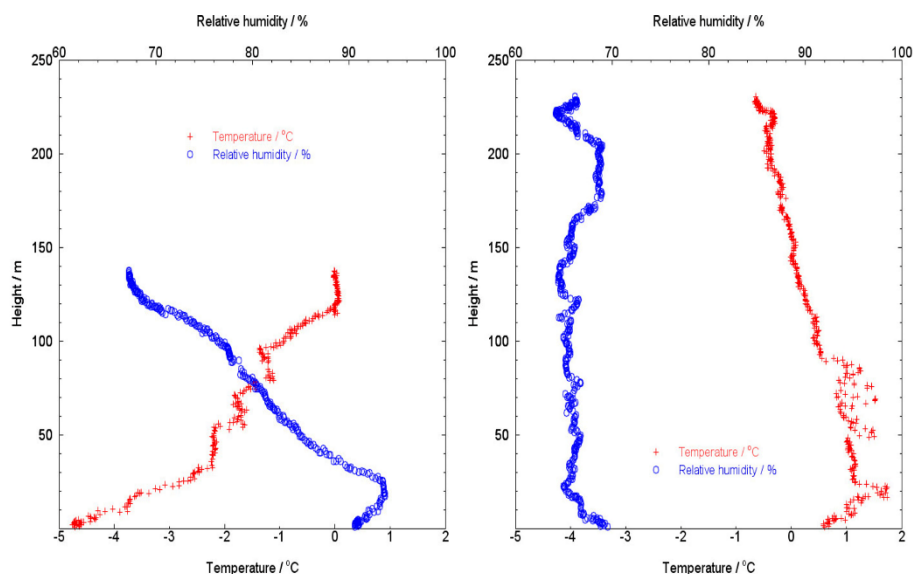 Relative humidity / %
60 70 80 90 100
250
200
150
100
50
Height / m
+ Temperature / °C
o Relative humidity / %
-5 -4 -3 -2 -1 0 1 2
Temperature / °C
Relative humidity / %
60 70 80 90 100
250
200
150
100
50
Height / m
+ Temperature / °C
o Relative humidity / %
-5 -4 -3 -2 -1 0 1 2
Temperature / °C